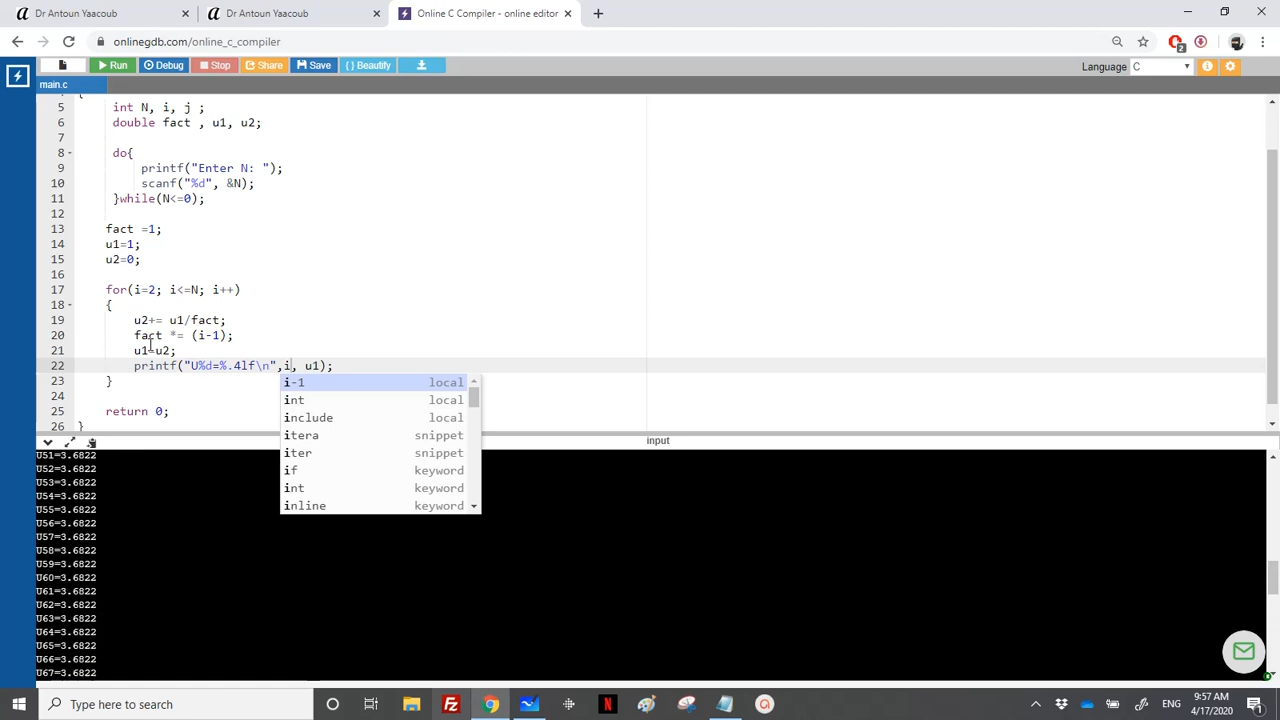 Dr Antoun Yaacoub
Dr Antoun Yaacoub
Online C Compiler - online editor
onlinegdb.com/online_c_compiler
2
Run Debug Stop Share Save {} Beautify
Language C
main.c
5 int N, i, j ;
6 double fact , u1, u2;
7
8 do{
9 printf("Enter N: ");
10 scanf("%d", &N);
11 }while(N<=0);
12
13 fact =1;
14 u1=1;
15 u2=0;
16
17 for(i=2; i<=N; i++)
18 {
19 u2+= u1/fact;
20 fact *= (i-1);
21 u1=u2;
22 printf("U%d=%.4lf\n",i, u1);
23 }
24
25 return 0;
26 }
i-1 local
int local
include local
itera snippet
iter snippet
if keyword
int keyword
inline keyword
input
U51=3.6822
U52=3.6822
U53=3.6822
U54=3.6822
U55=3.6822
U56=3.6822
U57=3.6822
U58=3.6822
U59=3.6822
U60=3.6822
U61=3.6822
U62=3.6822
U63=3.6822
U64=3.6822
U65=3.6822
U66=3.6822
U67=3.6822
Type here to search
ENG
9:57 AM
4/17/2020